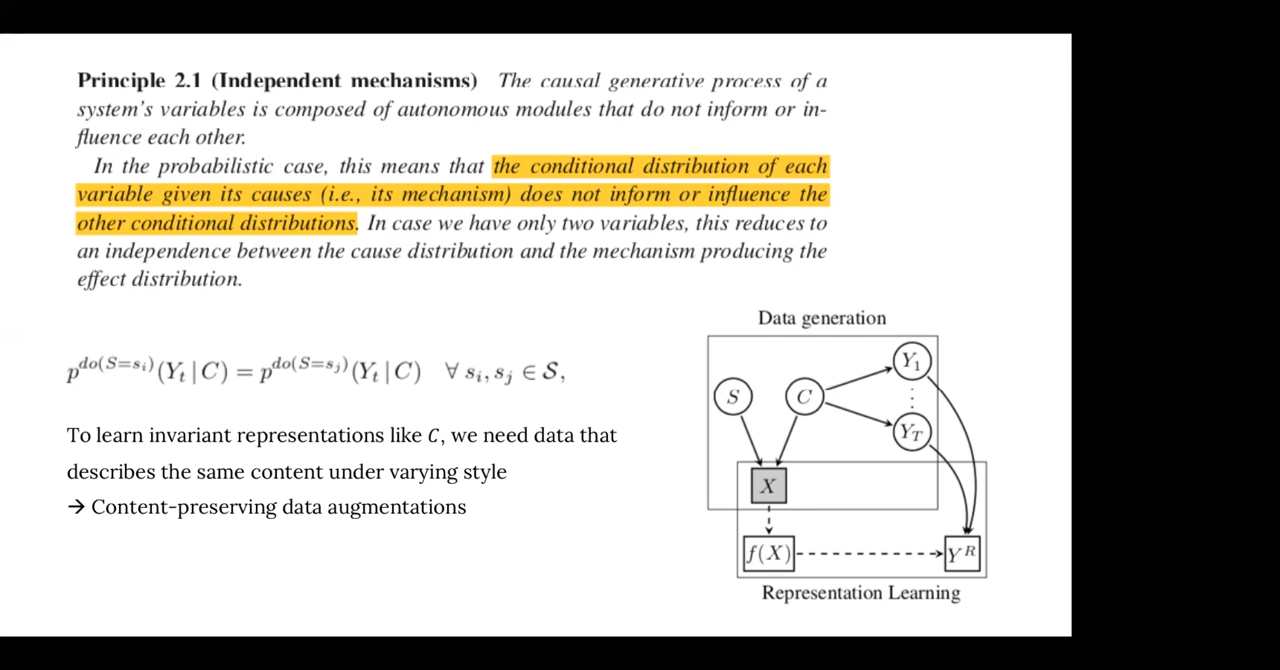 Principle 2.1 (Independent mechanisms) The causal generative process of a
system's variables is composed of autonomous modules that do not inform or in-
fluence each other.
In the probabilistic case, this means that the conditional distribution of each
variable given its causes (i.e., its mechanism) does not inform or influence the
other conditional distributions. In case we have only two variables, this reduces to
an independence between the cause distribution and the mechanism producing the
effect distribution.
p^{do(S=s_i)}(Y_t | C) = p^{do(S=s_j)}(Y_t | C) ∀ s_i, s_j ∈ 𝒮,
To learn invariant representations like C, we need data that
describes the same content under varying style
→ Content-preserving data augmentations
Data generation
Y_1
S
C
⋮
Y_T
X
f(X)
Y^R
Representation Learning